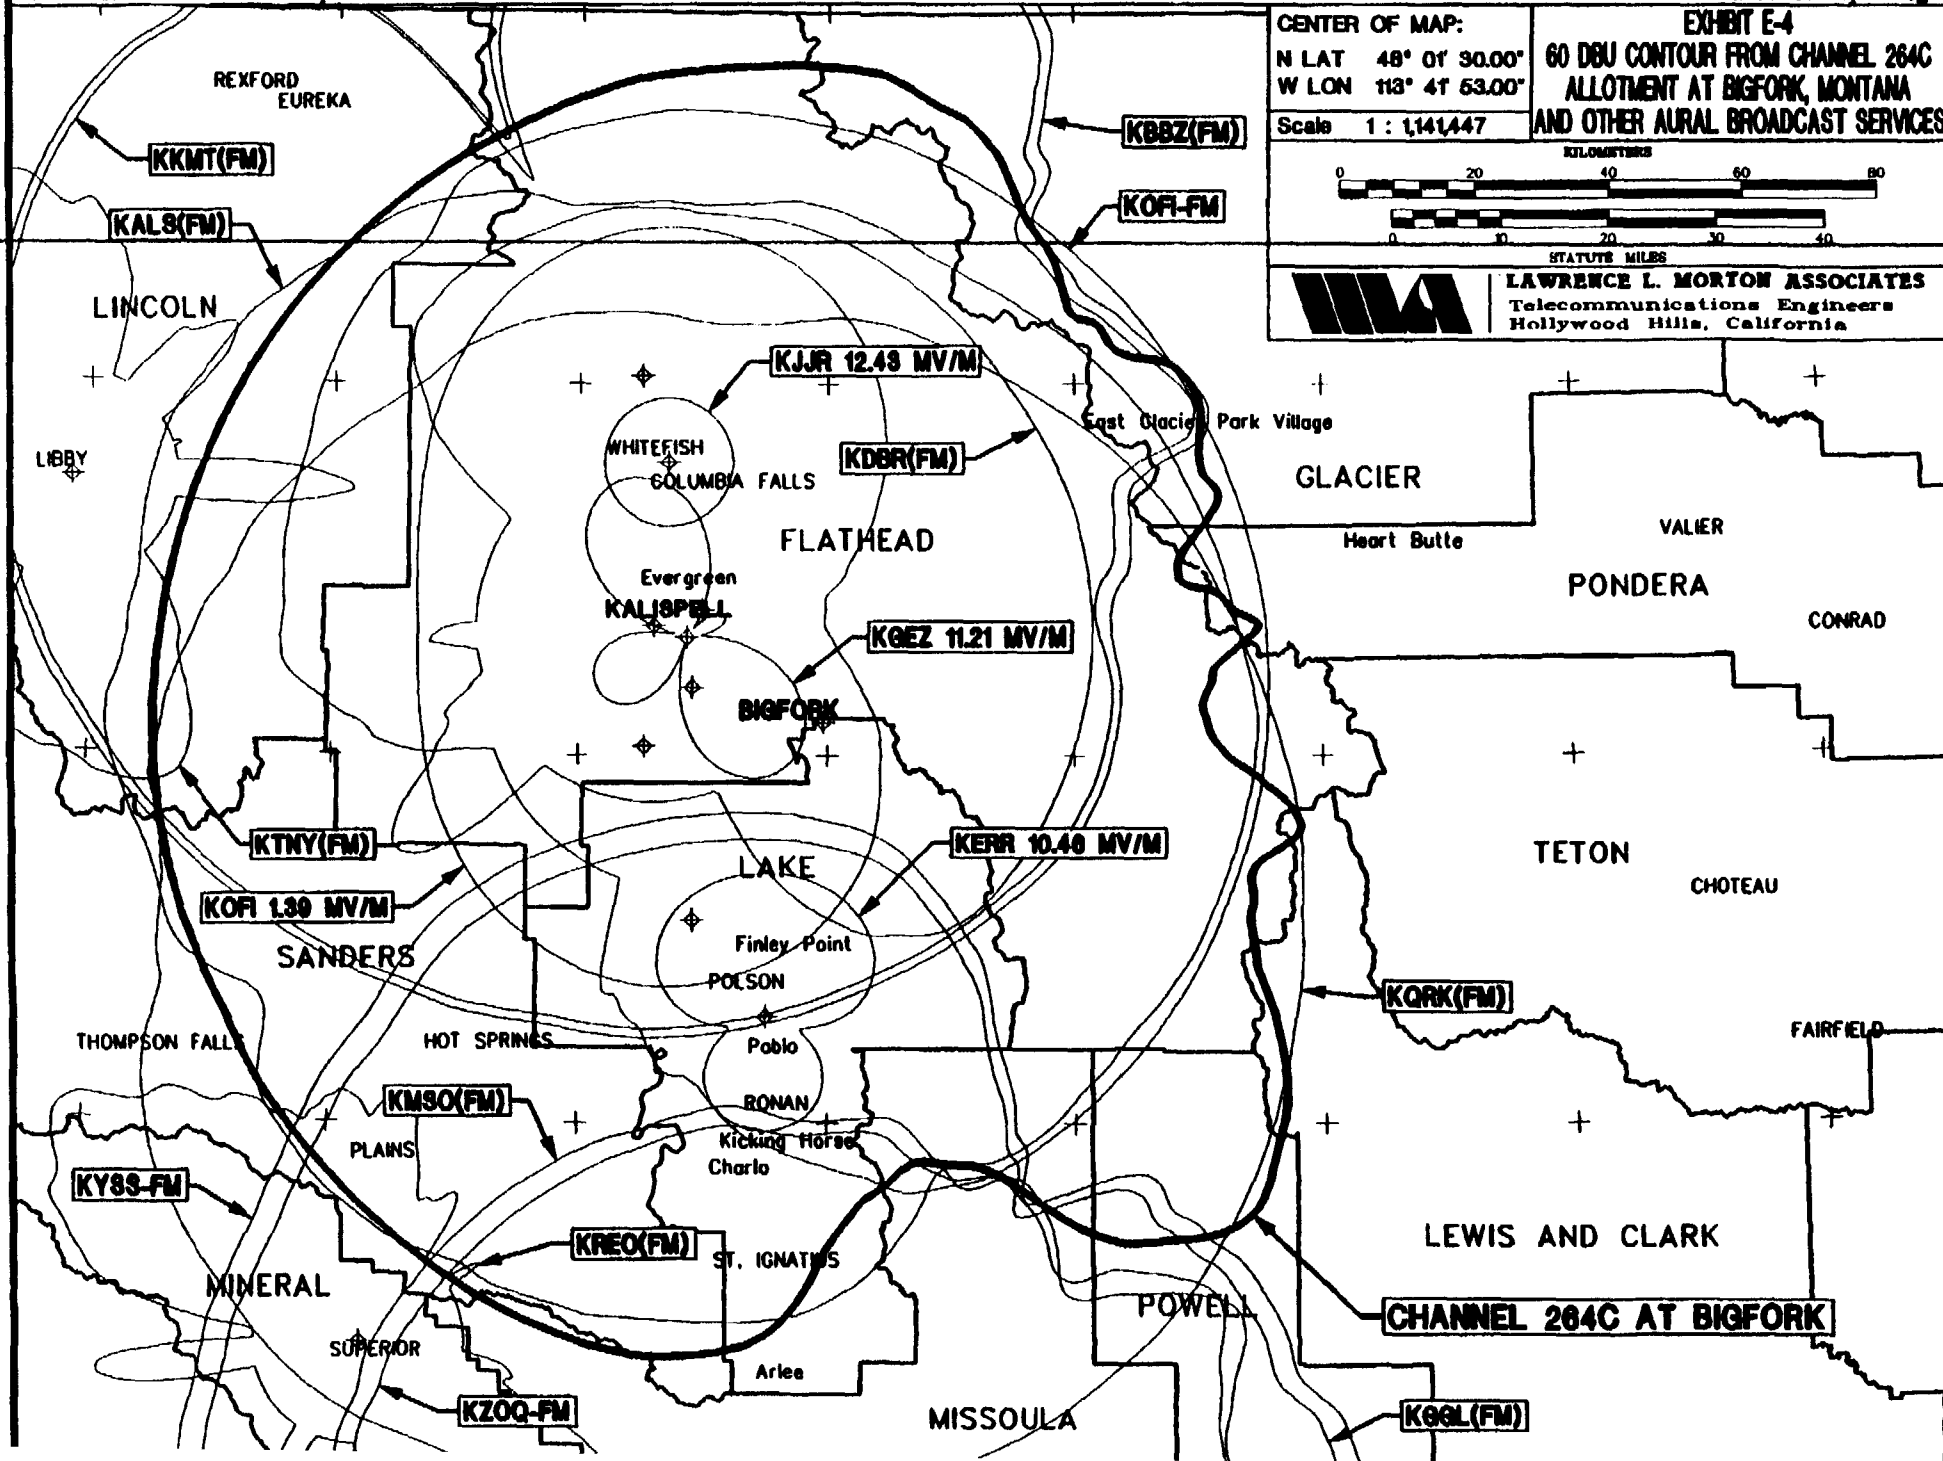 CENTER OF MAP:
N LAT 48° 01' 30.00"
W LON 113° 41' 53.00"
Scale 1 : 1,141,447
EXHIBIT E-4
60 DBU CONTOUR FROM CHANNEL 264C
ALLOTMENT AT BIGFORK, MONTANA
AND OTHER AURAL BROADCAST SERVICES
KILOMETERS
0 20 40 60 80
0 10 20 30 40
STATUTE MILES
LAWRENCE L. MORTON ASSOCIATES
Telecommunications Engineers
Hollywood Hills, California
REXFORD
EUREKA
KBBZ(FM)
KKMT(FM)
KOFI-FM
KALS(FM)
LINCOLN
KJJR 12.43 MV/M
East Glacier Park Village
WHITEFISH
LIBBY
KDBR(FM)
COLUMBIA FALLS
GLACIER
VALIER
FLATHEAD
Heart Butte
Evergreen
PONDERA
KALISPELL
CONRAD
KGEZ 11.21 MV/M
BIGFORK
KTNY(FM)
KERR 10.46 MV/M
LAKE
TETON
CHOTEAU
KOFI 1.39 MV/M
Finley Point
SANDERS
POLSON
KQRK(FM)
FAIRFIELD
THOMPSON FALLS
HOT SPRINGS
Pablo
KMSO(FM)
RONAN
Kicking Horse
PLAINS
Charlo
KYSS-FM
LEWIS AND CLARK
KREO(FM)
ST. IGNATIUS
MINERAL
POWELL
CHANNEL 264C AT BIGFORK
SUPERIOR
Arlee
KZOQ-FM
MISSOULA
KGGL(FM)